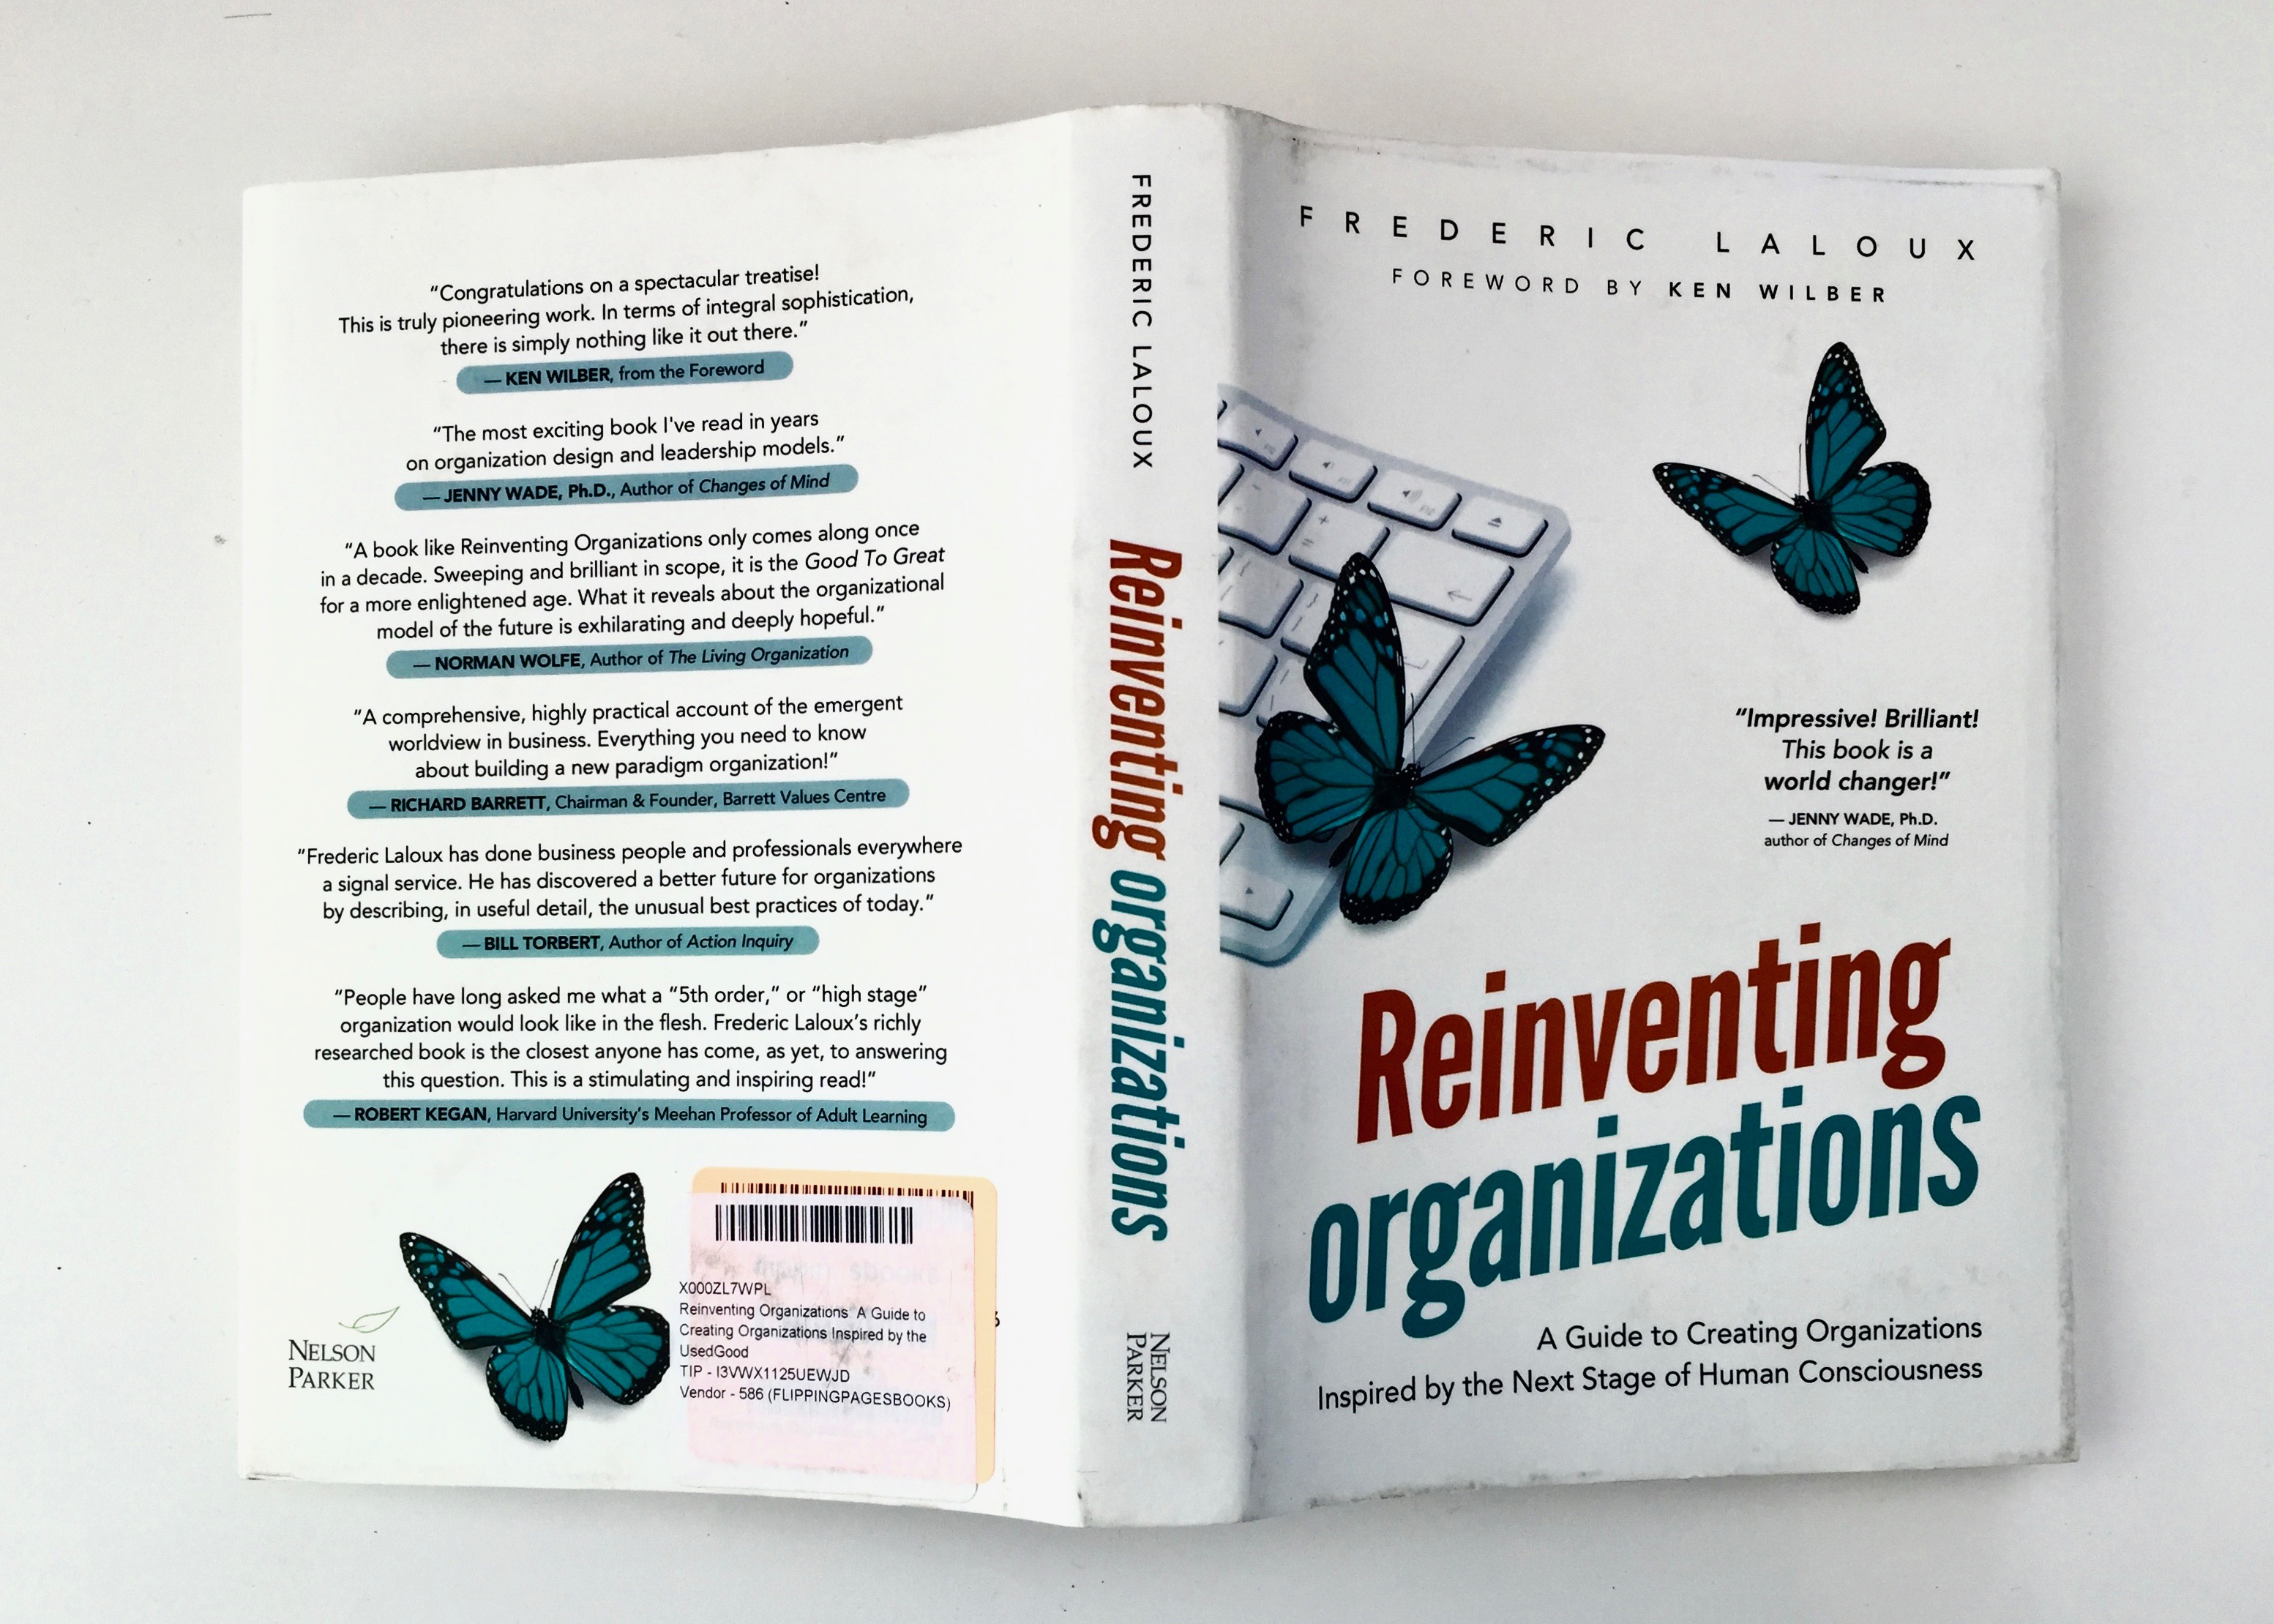 “Congratulations on a spectacular treatise!
This is truly pioneering work. In terms of integral sophistication,
there is simply nothing like it out there.”
— KEN WILBER, from the Foreword
“The most exciting book I've read in years
on organization design and leadership models.”
— JENNY WADE, Ph.D., Author of Changes of Mind
“A book like Reinventing Organizations only comes along once
in a decade. Sweeping and brilliant in scope, it is the Good To Great
for a more enlightened age. What it reveals about the organizational
model of the future is exhilarating and deeply hopeful.”
— NORMAN WOLFE, Author of The Living Organization
“A comprehensive, highly practical account of the emergent
worldview in business. Everything you need to know
about building a new paradigm organization!”
— RICHARD BARRETT, Chairman & Founder, Barrett Values Centre
“Frederic Laloux has done business people and professionals everywhere
a signal service. He has discovered a better future for organizations
by describing, in useful detail, the unusual best practices of today.”
— BILL TORBERT, Author of Action Inquiry
“People have long asked me what a “5th order,” or “high stage”
organization would look like in the flesh. Frederic Laloux’s richly
researched book is the closest anyone has come, as yet, to answering
this question. This is a stimulating and inspiring read!”
— ROBERT KEGAN, Harvard University’s Meehan Professor of Adult Learning
NELSON
PARKER
X000ZL7WPL
Reinventing Organizations A Guide to
Creating Organizations Inspired by the
UsedGood
TIP - I3VWX1125UEWJD
Vendor - 586 (FLIPPINGPAGESBOOKS)
FREDERIC LALOUX
Reinventing organizations
NELSON
PARKER
FREDERIC LALOUX
FOREWORD BY KEN WILBER
“Impressive! Brilliant!
This book is a
world changer!”
— JENNY WADE, Ph.D.
author of Changes of Mind
Reinventing
organizations
A Guide to Creating Organizations
Inspired by the Next Stage of Human Consciousness